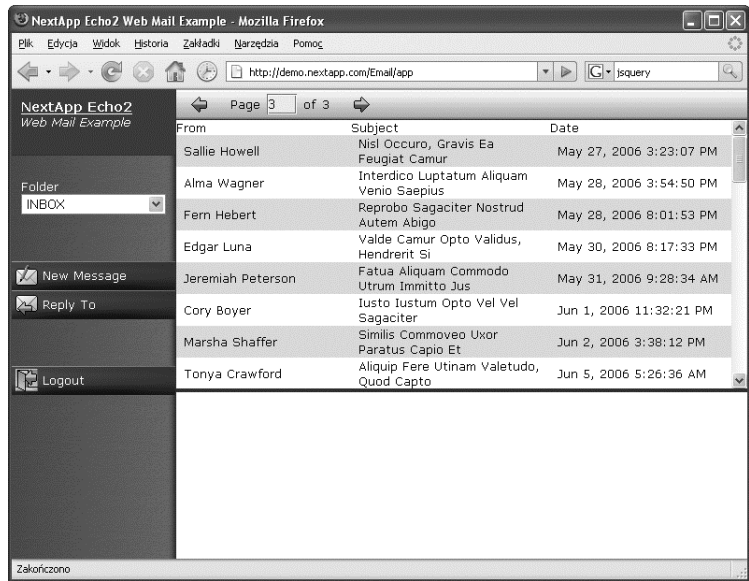 NextApp Echo2 Web Mail Example - Mozilla Firefox
Plik Edycja Widok Historia Zakładki Narzędzia Pomoc
http://demo.nextapp.com/Email/app
G jsquery
NextApp Echo2
Web Mail Example
Folder
INBOX
New Message
Reply To
Logout
Page 3 of 3
From Subject Date
Sallie Howell Nisl Occuro, Gravis Ea May 27, 2006 3:23:07 PM
Feugiat Camur
Alma Wagner Interdico Luptatum Aliquam May 28, 2006 3:54:50 PM
Venio Saepius
Fern Hebert Reprobo Sagaciter Nostrud May 28, 2006 8:01:53 PM
Autem Abigo
Edgar Luna Valde Camur Opto Validus, May 30, 2006 8:17:33 PM
Hendrerit Si
Jeremiah Peterson Fatua Aliquam Commodo May 31, 2006 9:28:34 AM
Utrum Immitto Jus
Cory Boyer Iusto Iustum Opto Vel Vel Jun 1, 2006 11:32:21 PM
Sagaciter
Marsha Shaffer Similis Commoveo Uxor Jun 2, 2006 3:38:12 PM
Paratus Capio Et
Tonya Crawford Aliquip Fere Utinam Valetudo, Jun 5, 2006 5:26:36 AM
Quod Capto
Zakończono